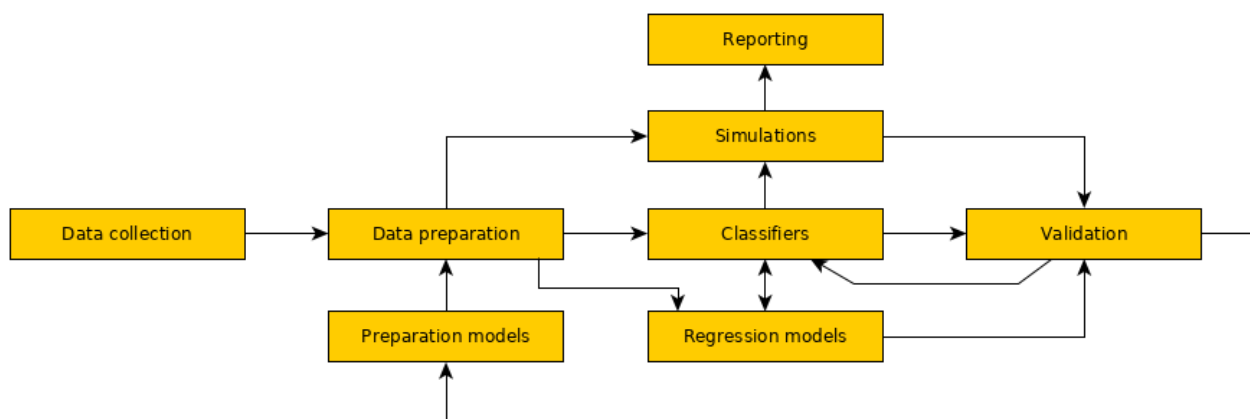 Reporting
Simulations
Data collection
Data preparation
Classifiers
Validation
Preparation models
Regression models